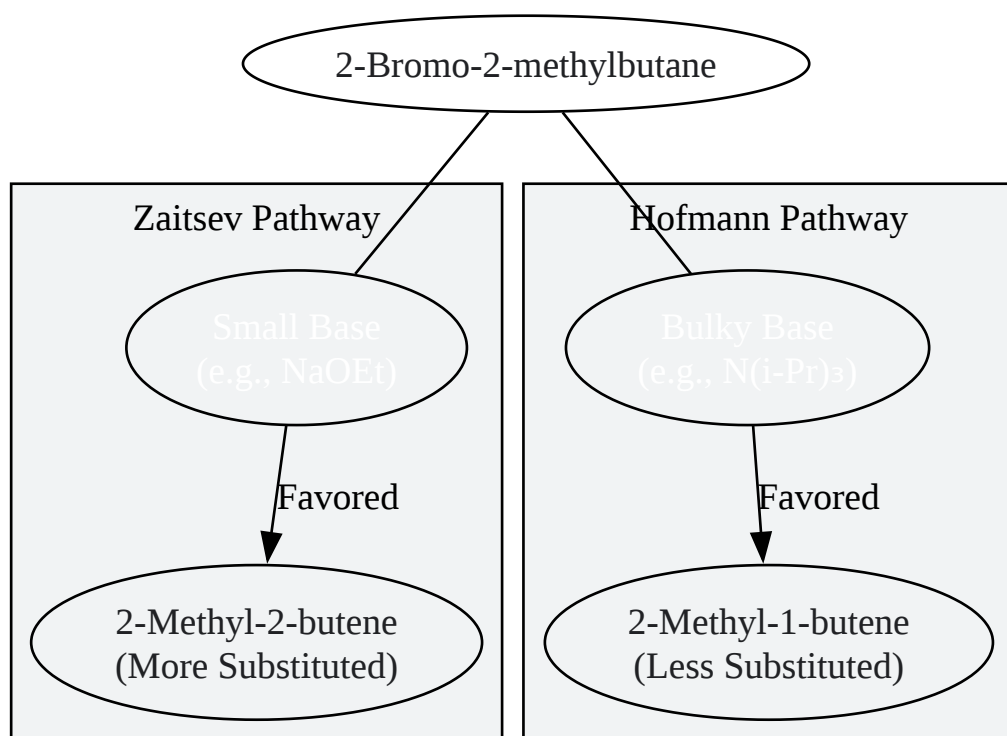 2-Bromo-2-methylbutane
Zaitsev Pathway
Hofmann Pathway
Small Base
(e.g., NaOEt)
Bulky Base
(e.g., N(i-Pr)₃)
Favored
Favored
2-Methyl-2-butene
(More Substituted)
2-Methyl-1-butene
(Less Substituted)